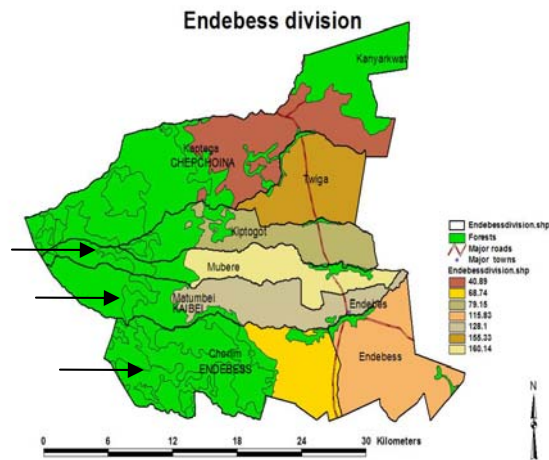 Endebess division
Kanyarkwat
Kaptega
CHEPCHOINA
Twiga
Kiptogot
Mubere
Matumbei
KAIBEI
Endebes
Chorlim
ENDEBESS
Endebess
Endebessdivision.shp
Forests
Major roads
Major towns
Endebessdivision.shp
40.89
68.74
79.15
115.83
128.1
155.33
160.14
N
0 6 12 18 24 30 Kilometers